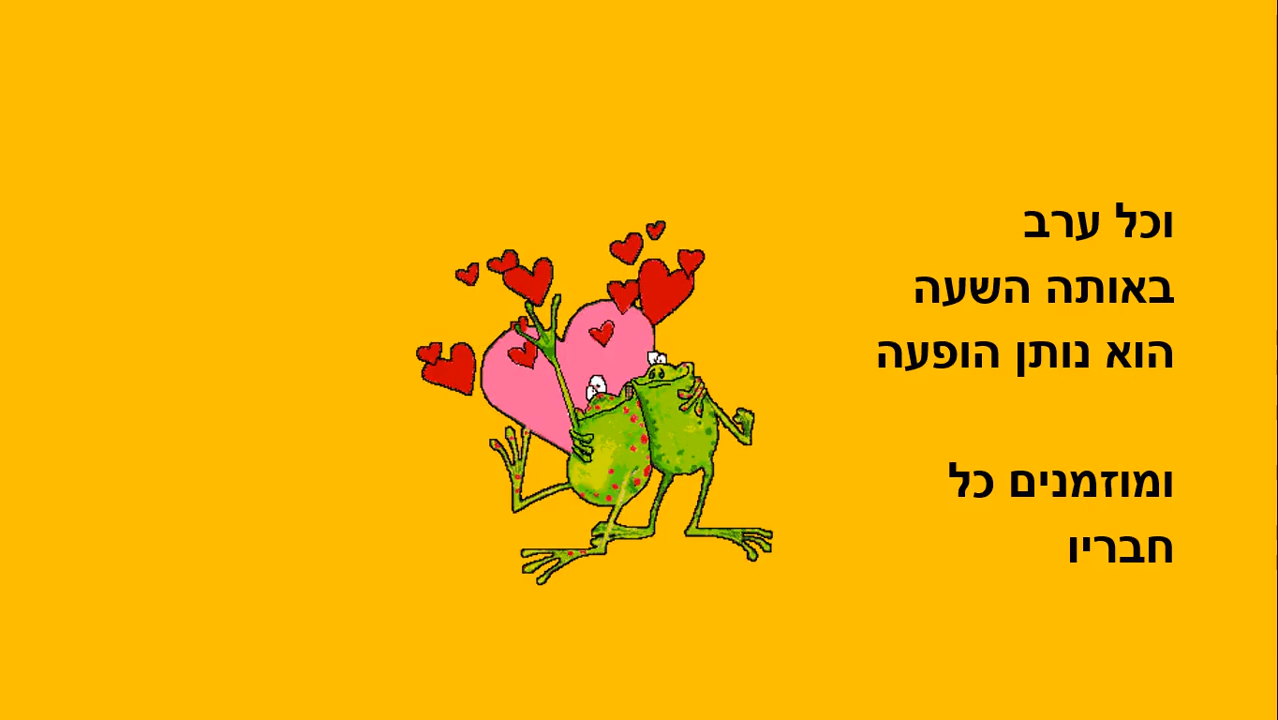 וכל ערב
באותה השעה
הוא נותן הופעה
ומוזמנים כל
חבריו